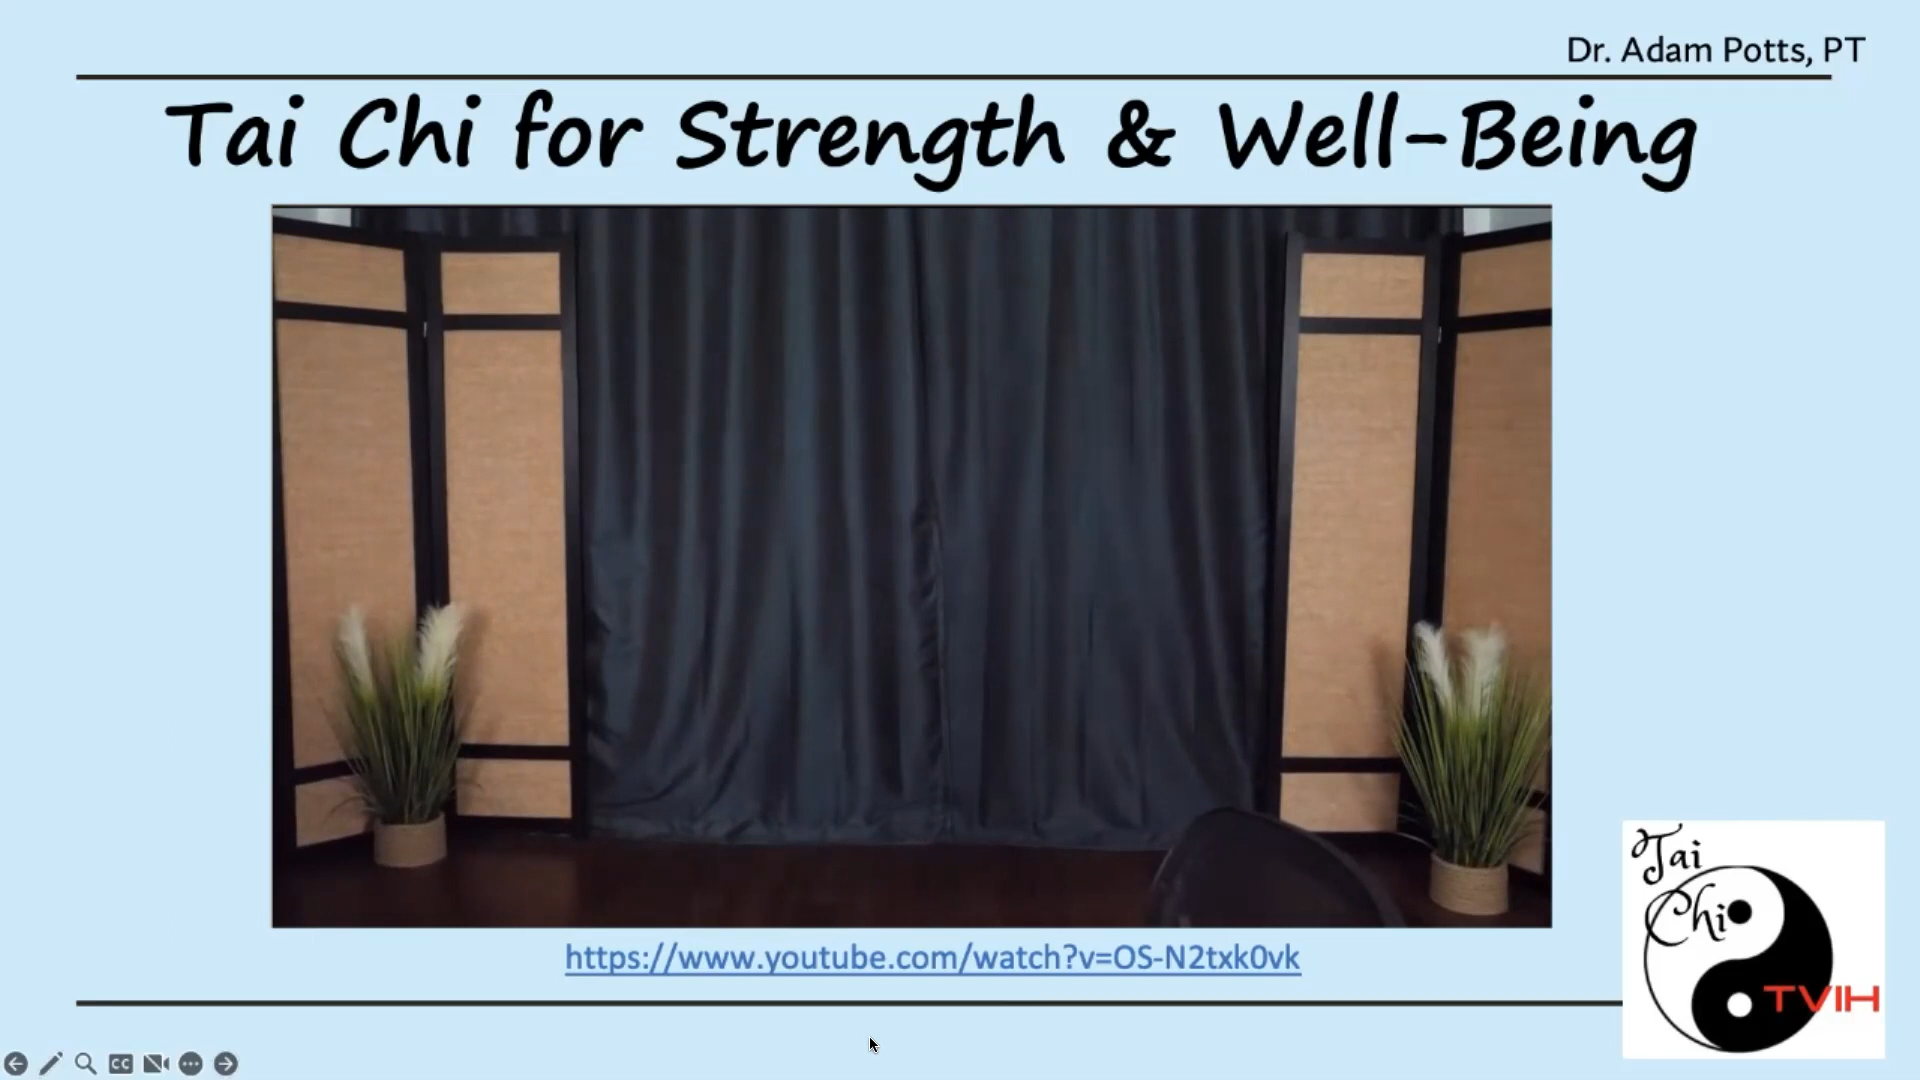 Dr. Adam Potts, PT
Tai Chi for Strength & Well-Being
https://www.youtube.com/watch?v=OS-N2txk0vk
Tai
Chi
TVIH
CC